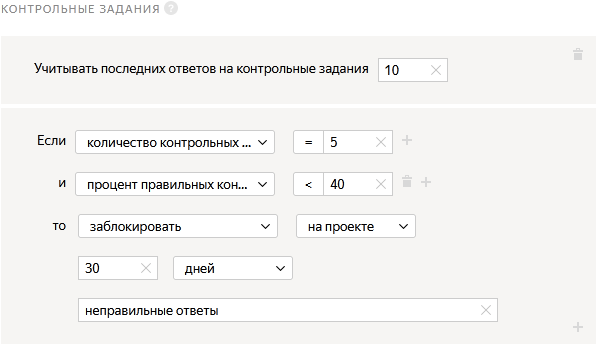 КОНТРОЛЬНЫЕ ЗАДАНИЯ ?
Учитывать последних ответов на контрольные задания 10
Если количество контрольных ... = 5
и процент правильных кон... < 40
то заблокировать на проекте
30 дней
неправильные ответы